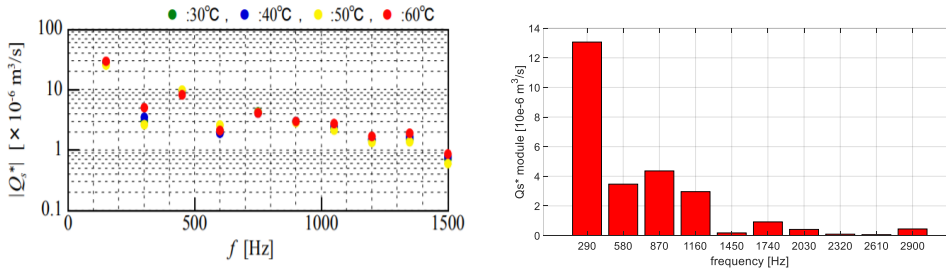 :30℃ , :40℃ , :50℃ , :60℃
|Qs*| [×10-6 m3/s]
100
10
1
0.1
0 500 1000 1500
f [Hz]
Qs* module [10e-6 m3/s]
14
12
10
8
6
4
2
0
290 580 870 1160 1450 1740 2030 2320 2610 2900
frequency [Hz]